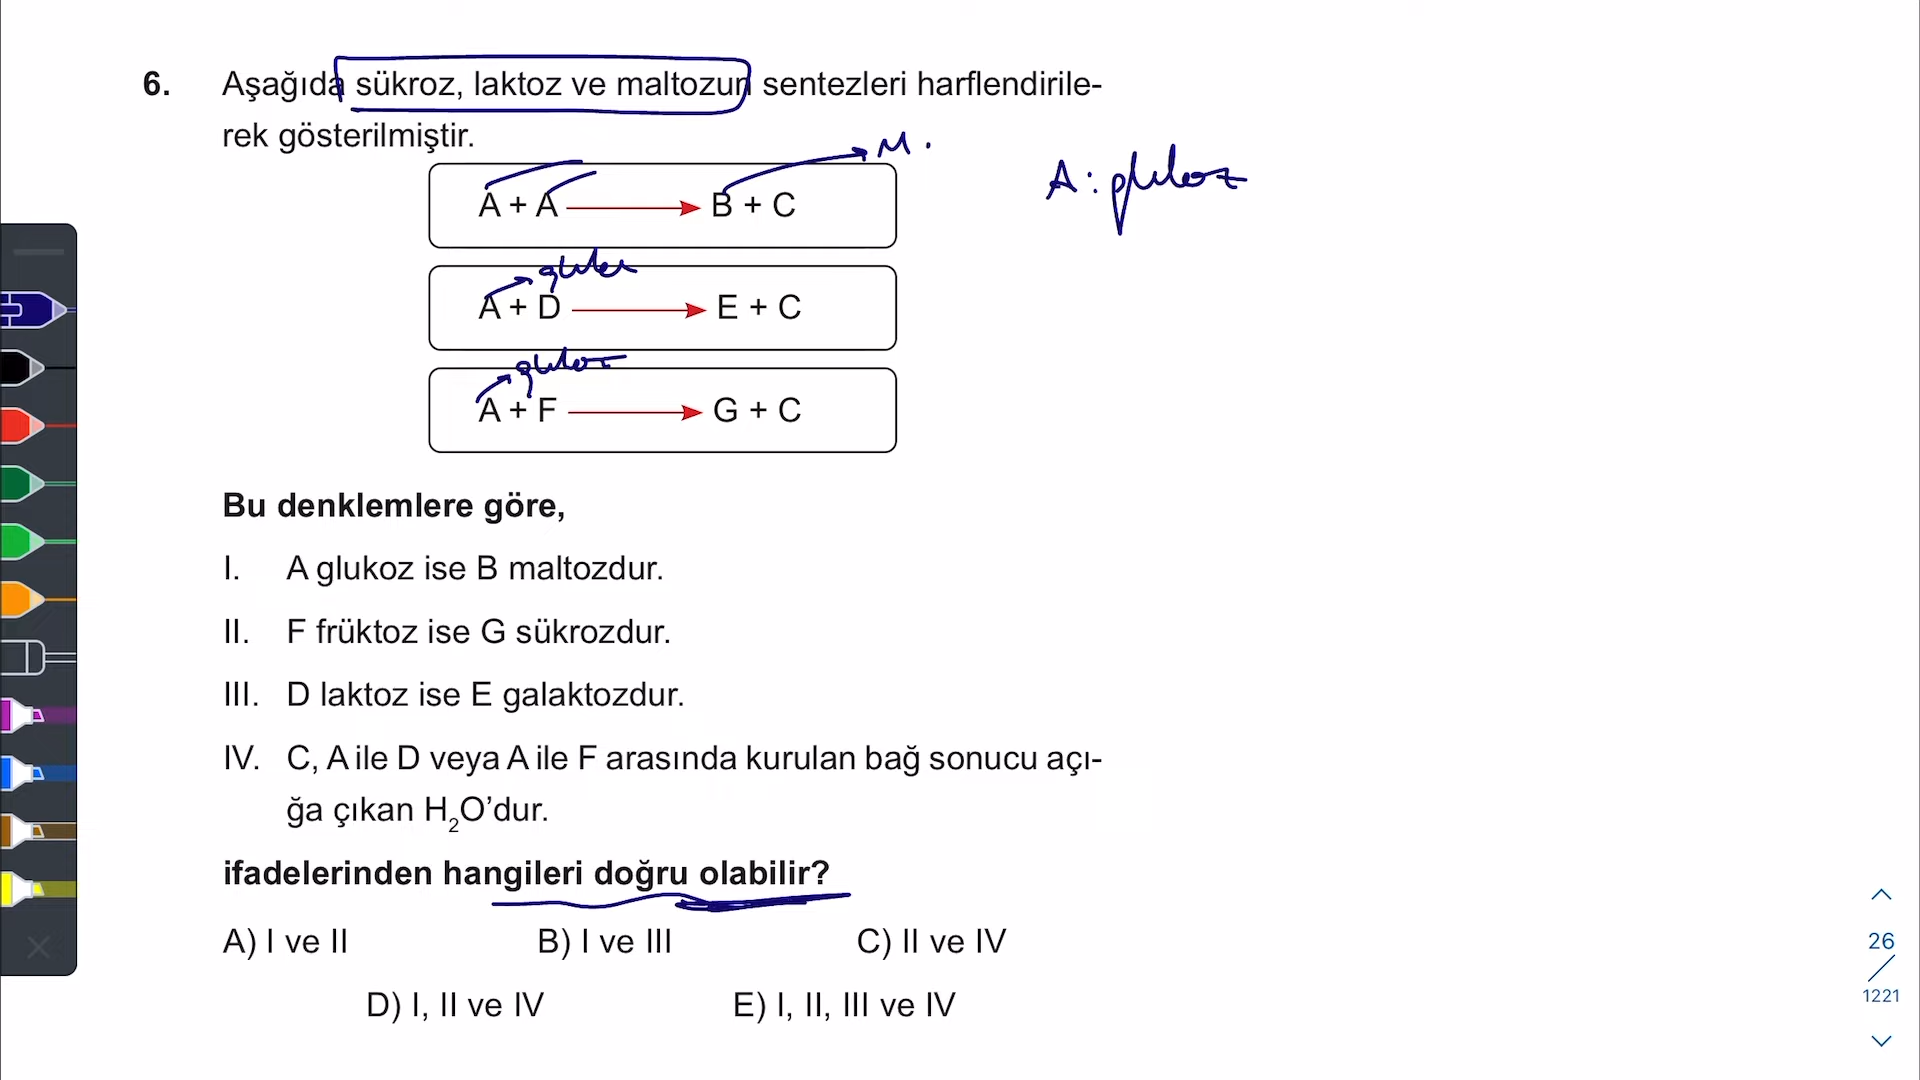 6. Aşağıda sükroz, laktoz ve maltozun sentezleri harflendirile-
rek gösterilmiştir.
M.
A + A B + C
A: glukoz
A + D E + C
glukoz
A + F G + C
Bu denklemlere göre,
I. A glukoz ise B maltozdur.
II. F früktoz ise G sükrozdur.
III. D laktoz ise E galaktozdur.
IV. C, A ile D veya A ile F arasında kurulan bağ sonucu açı-
ğa çıkan H₂O’dur.
ifadelerinden hangileri doğru olabilir?
A) I ve II B) I ve III C) II ve IV
D) I, II ve IV E) I, II, III ve IV
26
1221